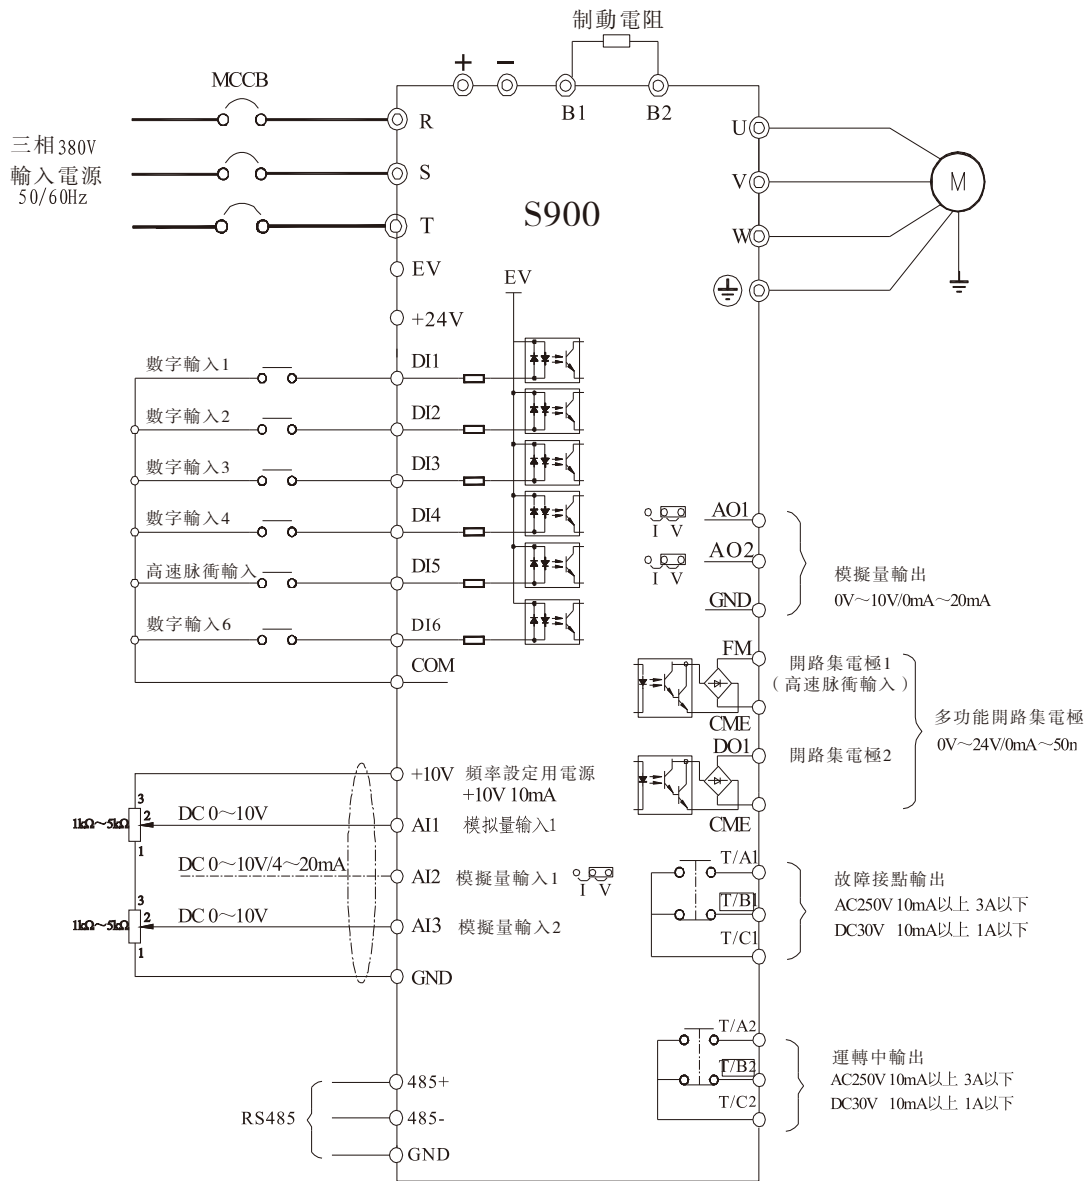 制動電阻
+ −
MCCB
B1 B2
R
U
三相380V
輸入電源
50/60Hz
S
V
M
S900
T
W
EV
EV
+24V
數字輸入1 DI1
數字輸入2 DI2
數字輸入3 DI3
數字輸入4 DI4
高速脉衝輸入 DI5
數字輸入6 DI6
COM
I V AO1
I V AO2
GND
模擬量輸出
0V～10V/0mA～20mA
FM
CME
開路集電極1
(高速脉衝輸入)
DO1
CME
開路集電極2
多功能開路集電極
0V～24V/0mA～50n
+10V 頻率設定用電源
+10V 10mA
3
2
1
1kΩ～5kΩ
DC 0～10V
AI1 模拟量输入1
DC 0～10V/4～20mA
AI2 模擬量輸入1
I V
3
2
1
1kΩ～5kΩ
DC 0～10V
AI3 模擬量輸入2
GND
T/A1
T/B1
T/C1
故障接點輸出
AC250V 10mA以上 3A以下
DC30V 10mA以上 1A以下
T/A2
T/B2
T/C2
運轉中輸出
AC250V 10mA以上 3A以下
DC30V 10mA以上 1A以下
RS485
485+
485-
GND